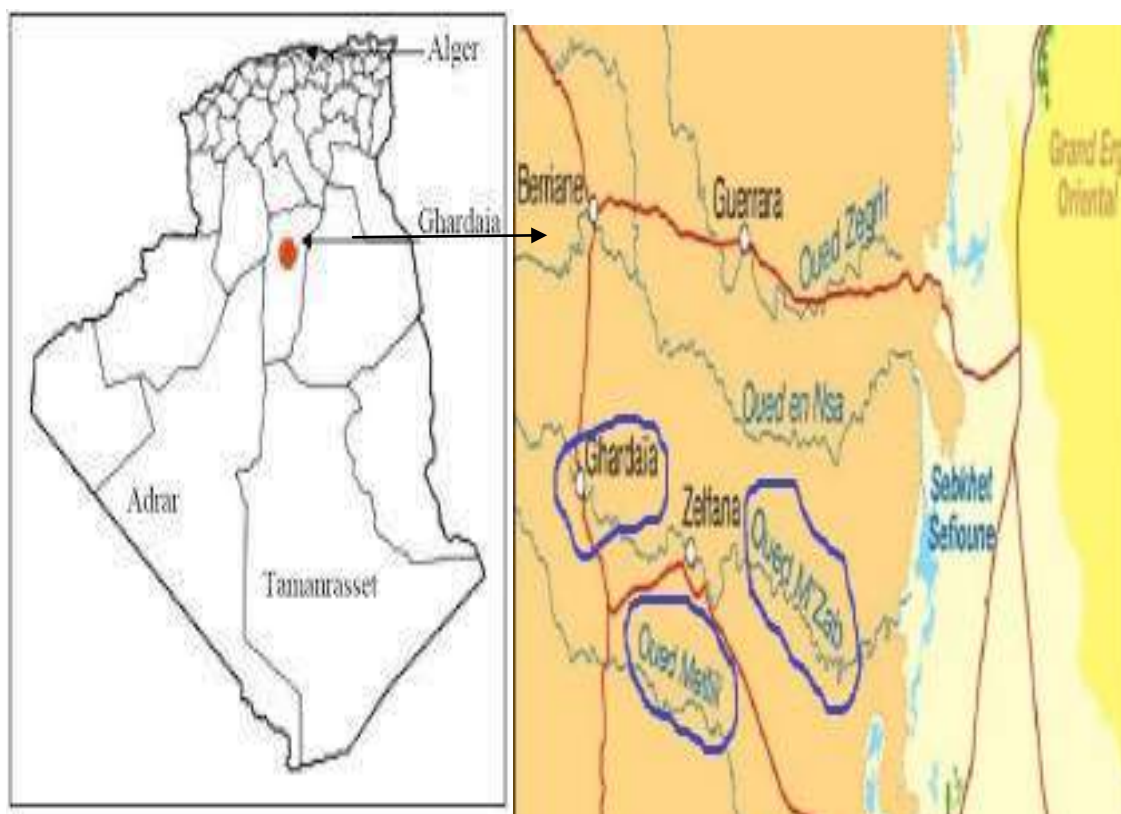 Alger
Ghardaia
Adrar
Tamanrasset
Berriane
Guerrara
Oued Zegrir
Grand Erg
Oriental
Oued en Nsa
Ghardaïa
Zelfana
Oued M'Zab
Sebkhet
Sefioune
Oued Metlili